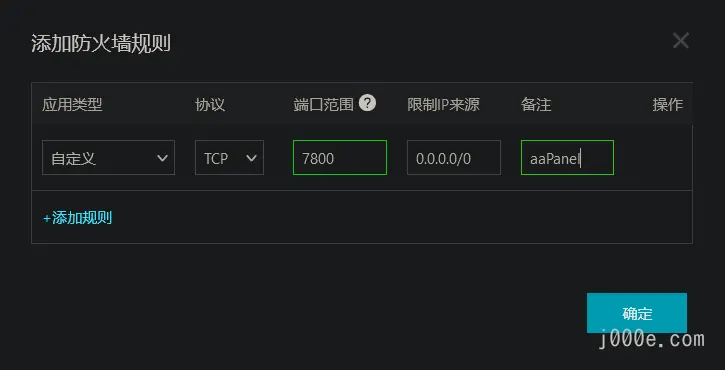 添加防火墙规则
应用类型 协议 端口范围 ? 限制IP来源 备注 操作
自定义 TCP 7800 0.0.0.0/0 aaPanel
+添加规则
确定
j000e.com